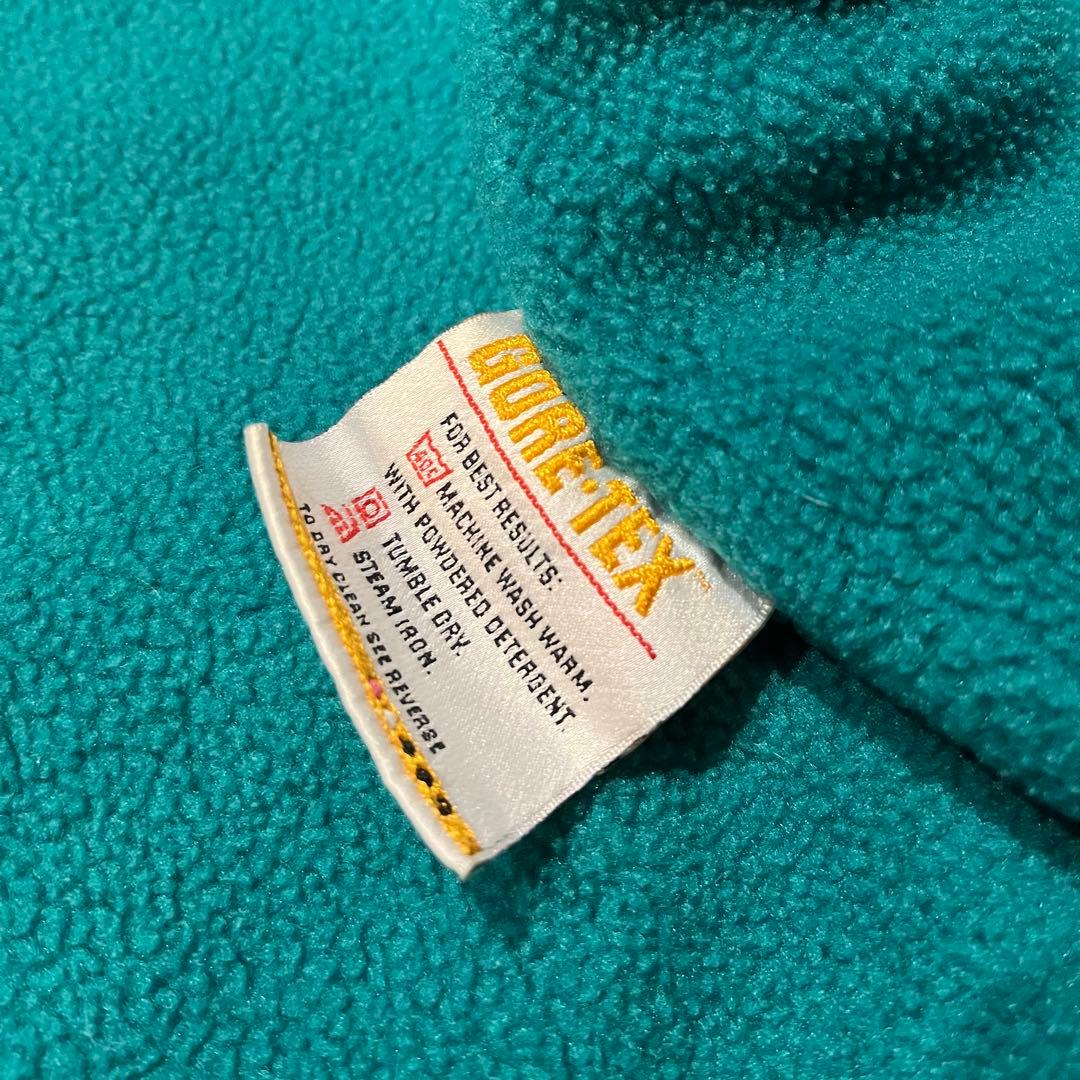 GORE-TEX™
FOR BEST RESULTS:
MACHINE WASH WARM.
WITH POWDERED DETERGENT.
TUMBLE DRY.
STEAM IRON.
TO DRY CLEAN SEE REVERSE